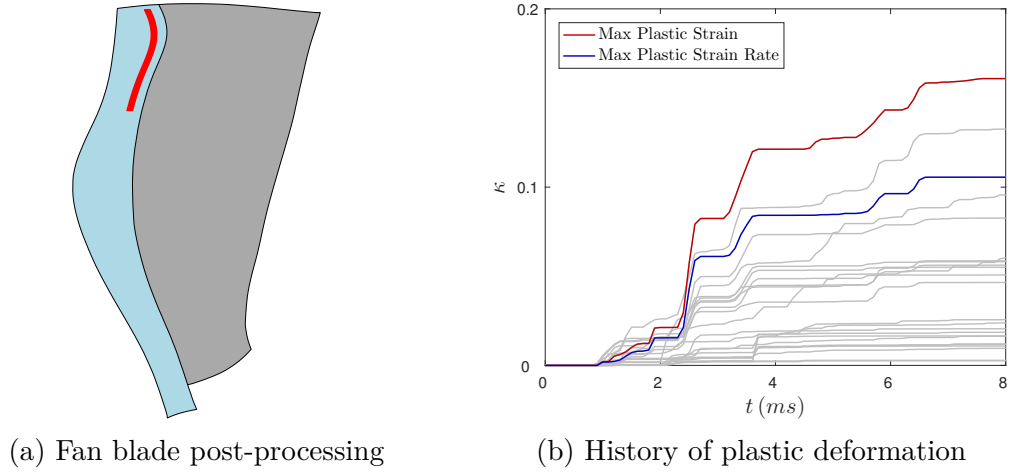 0.2
Max Plastic Strain
Max Plastic Strain Rate
κ
0.1
0
0 2 4 6 8
t (ms)
(a) Fan blade post-processing
(b) History of plastic deformation